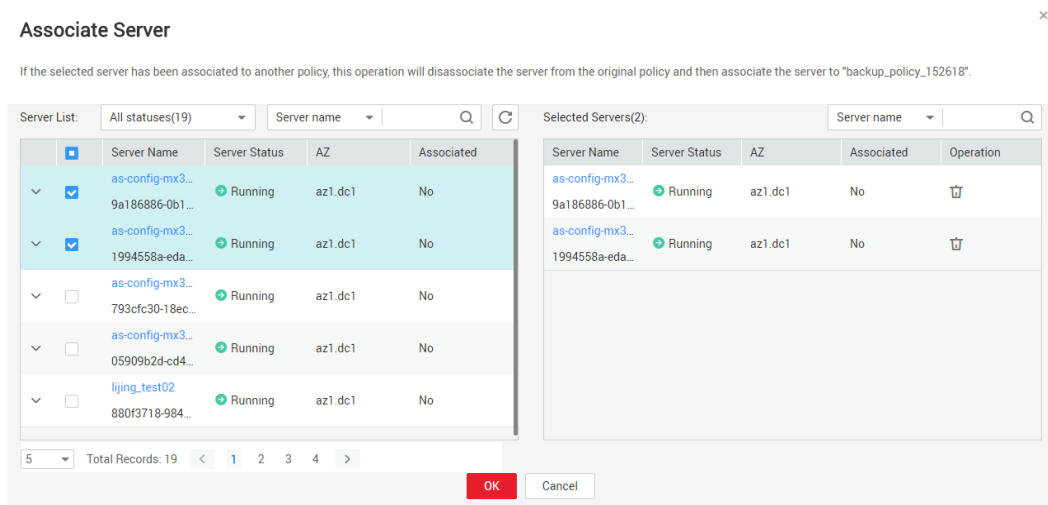 Associate Server
If the selected server has been associated to another policy, this operation will disassociate the server from the original policy and then associate the server to "backup_policy_152618".
Server List: All statuses(19) Server name
Server Name Server Status AZ Associated
as-config-mx3...
9a186886-0b1...
Running az1.dc1 No
as-config-mx3...
1994558a-eda...
Running az1.dc1 No
as-config-mx3...
793cfc30-18ec...
Running az1.dc1 No
as-config-mx3...
05909b2d-cd4...
Running az1.dc1 No
lijing_test02
880f3718-984...
Running az1.dc1 No
5 Total Records: 19 < 1 2 3 4 >
Selected Servers(2): Server name
Server Name Server Status AZ Associated Operation
as-config-mx3...
9a186886-0b1...
Running az1.dc1 No
as-config-mx3...
1994558a-eda...
Running az1.dc1 No
OK Cancel